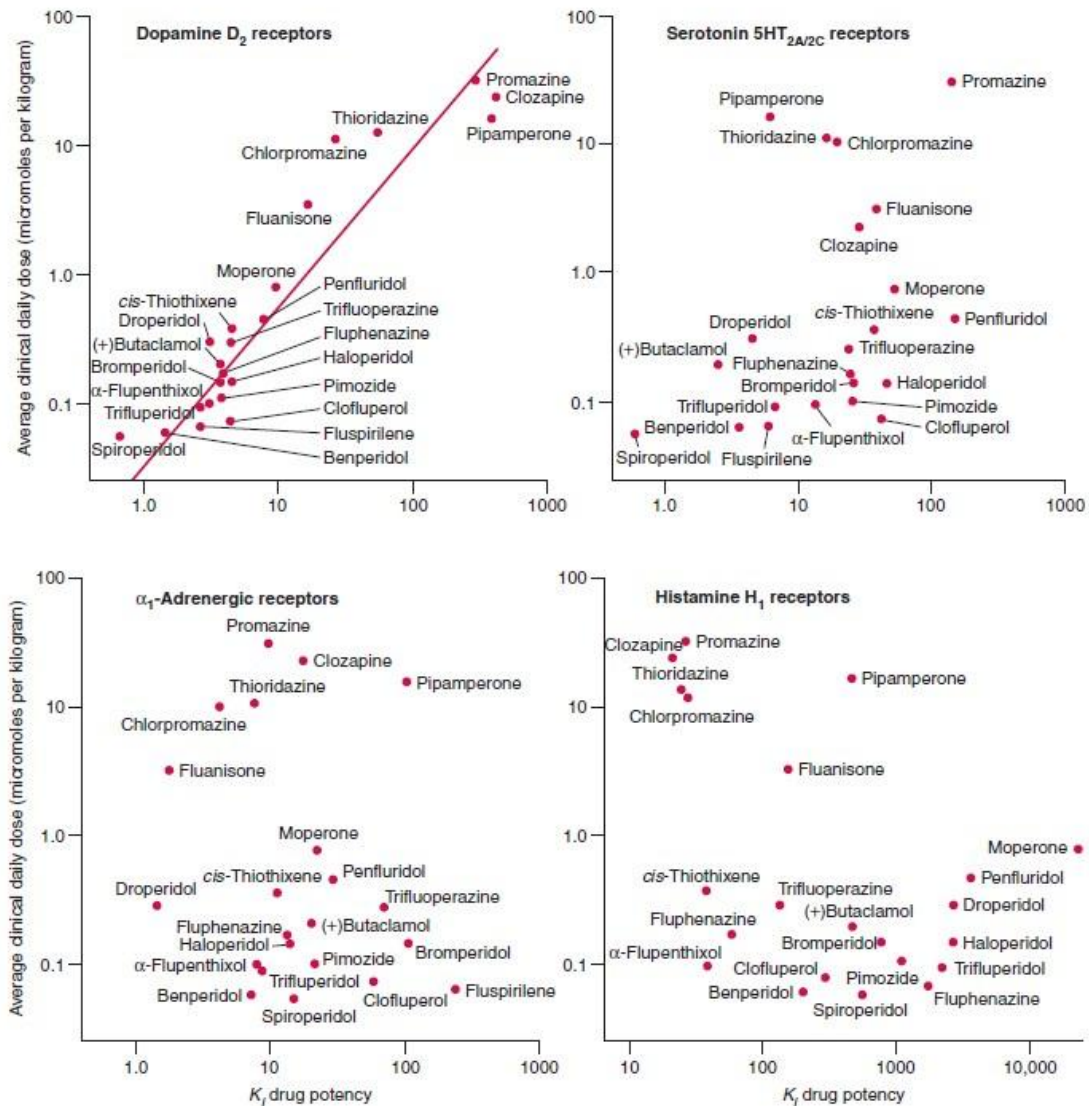 Dopamine D2 receptors
100
10
1.0
0.1
Average dinical daily dose (micromoles per kilogram)
Promazine
Clozapine
Thioridazine
Pipamperone
Chlorpromazine
Fluanisone
Moperone
Penfluridol
cis-Thiothixene
Trifluoperazine
Droperidol
Fluphenazine
(+)Butaclamol
Haloperidol
Bromperidol
Pimozide
α-Flupenthixol
Clofluperol
Trifluperidol
Fluspirilene
Spiroperidol
Benperidol
1.0 10 100 1000
Serotonin 5HT2A/2C receptors
100
10
1.0
0.1
Promazine
Pipamperone
Thioridazine
Chlorpromazine
Fluanisone
Clozapine
Moperone
cis-Thiothixene
Penfluridol
Droperidol
Trifluoperazine
(+)Butaclamol
Fluphenazine
Bromperidol
Haloperidol
Trifluperidol
Pimozide
Benperidol
Clofluperol
α-Flupenthixol
Spiroperidol
Fluspirilene
10 100 1000
α1-Adrenergic receptors
100
10
1.0
0.1
Average dinical daily dose (micromoles per kilogram)
Promazine
Clozapine
Thioridazine
Pipamperone
Chlorpromazine
Fluanisone
Moperone
cis-Thiothixene
Penfluridol
Droperidol
Trifluoperazine
Fluphenazine
(+)Butaclamol
Haloperidol
Bromperidol
α-Flupenthixol
Pimozide
Trifluperidol
Benperidol
Clofluperol
Fluspirilene
Spiroperidol
1.0 10 100 1000
Ki drug potency
Histamine H1 receptors
100
10
1.0
0.1
Clozapine
Promazine
Thioridazine
Pipamperone
Chlorpromazine
Fluanisone
Moperone
cis-Thiothixene
Penfluridol
Trifluoperazine
Droperidol
(+)Butaclamol
Fluphenazine
Bromperidol
Haloperidol
α-Flupenthixol
Clofluperol
Pimozide
Trifluperidol
Benperidol
Fluphenazine
Spiroperidol
10 100 1000 10,000
Ki drug potency